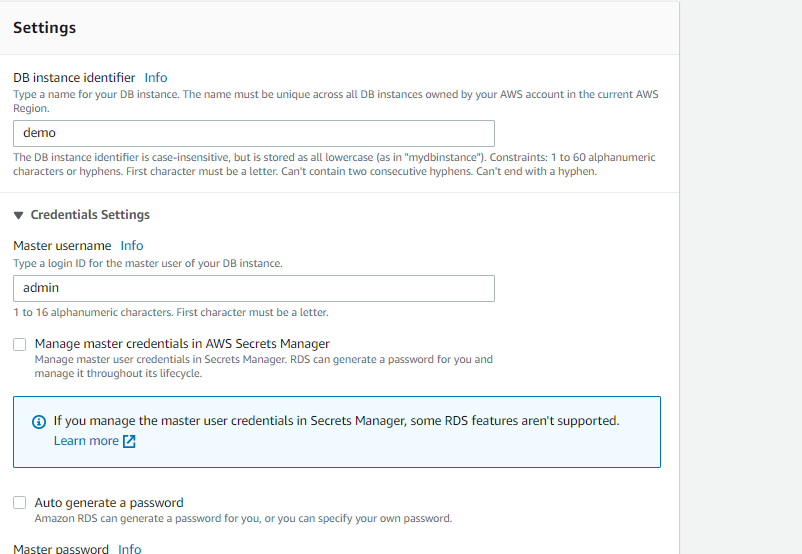 Settings
DB instance identifier Info
Type a name for your DB instance. The name must be unique across all DB instances owned by your AWS account in the current AWS
Region.
demo
The DB instance identifier is case-insensitive, but is stored as all lowercase (as in "mydbinstance"). Constraints: 1 to 60 alphanumeric
characters or hyphens. First character must be a letter. Can't contain two consecutive hyphens. Can't end with a hyphen.
Credentials Settings
Master username Info
Type a login ID for the master user of your DB instance.
admin
1 to 16 alphanumeric characters. First character must be a letter.
Manage master credentials in AWS Secrets Manager
Manage master user credentials in Secrets Manager. RDS can generate a password for you and
manage it throughout its lifecycle.
If you manage the master user credentials in Secrets Manager, some RDS features aren't supported.
Learn more
Auto generate a password
Amazon RDS can generate a password for you, or you can specify your own password.
Master password Info